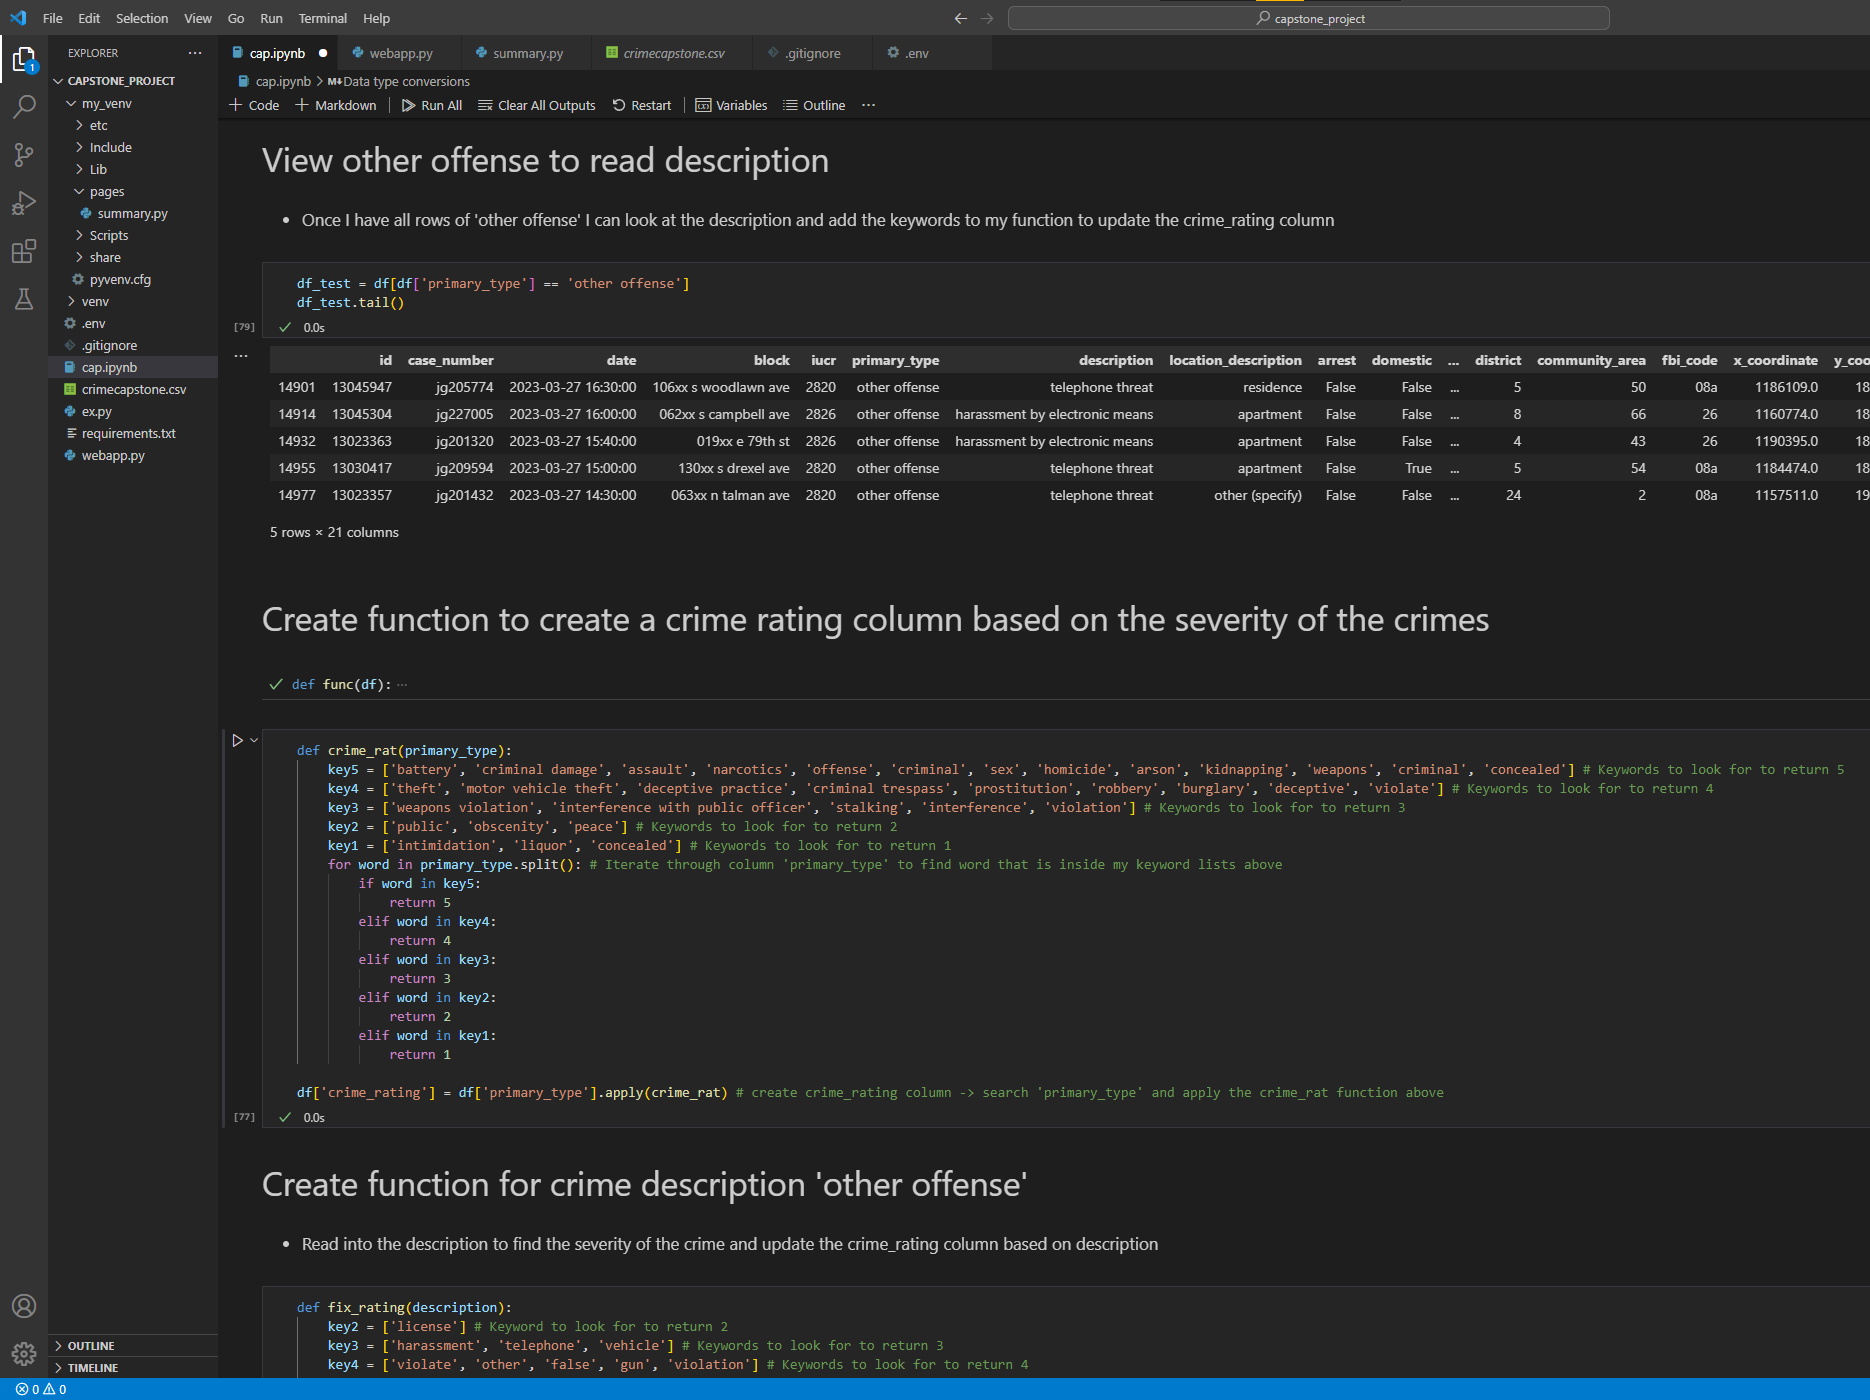 File Edit Selection View Go Run Terminal Help
capstone_project
EXPLORER ...
cap.ipynb webapp.py summary.py crimecapstone.csv .gitignore .env
CAPSTONE_PROJECT
cap.ipynb > M↓Data type conversions
+ Code + Markdown | Run All Clear All Outputs Restart | Variables Outline ...
1
my_venv
etc
Include
Lib
pages
summary.py
Scripts
share
pyvenv.cfg
venv
.env
.gitignore
cap.ipynb
crimecapstone.csv
ex.py
requirements.txt
webapp.py
View other offense to read description
• Once I have all rows of 'other offense' I can look at the description and add the keywords to my function to update the crime_rating column
df_test = df[df['primary_type'] == 'other offense']
df_test.tail()
[79] ✓ 0.0s
...
id case_number date block iucr primary_type description location_description arrest domestic ... district community_area fbi_code x_coordinate y_coo
14901 13045947 jg205774 2023-03-27 16:30:00 106xx s woodlawn ave 2820 other offense telephone threat residence False False ... 5 50 08a 1186109.0 18
14914 13045304 jg227005 2023-03-27 16:00:00 062xx s campbell ave 2826 other offense harassment by electronic means apartment False False ... 8 66 26 1160774.0 18
14932 13023363 jg201320 2023-03-27 15:40:00 019xx e 79th st 2826 other offense harassment by electronic means apartment False False ... 4 43 26 1190395.0 18
14955 13030417 jg209594 2023-03-27 15:00:00 130xx s drexel ave 2820 other offense telephone threat apartment False True ... 5 54 08a 1184474.0 18
14977 13023357 jg201432 2023-03-27 14:30:00 063xx n talman ave 2820 other offense telephone threat other (specify) False False ... 24 2 08a 1157511.0 19
5 rows × 21 columns
Create function to create a crime rating column based on the severity of the crimes
✓ def func(df): ...
def crime_rat(primary_type):
    key5 = ['battery', 'criminal damage', 'assault', 'narcotics', 'offense', 'criminal', 'sex', 'homicide', 'arson', 'kidnapping', 'weapons', 'criminal', 'concealed'] # Keywords to look for to return 5
    key4 = ['theft', 'motor vehicle theft', 'deceptive practice', 'criminal trespass', 'prostitution', 'robbery', 'burglary', 'deceptive', 'violate'] # Keywords to look for to return 4
    key3 = ['weapons violation', 'interference with public officer', 'stalking', 'interference', 'violation'] # Keywords to look for to return 3
    key2 = ['public', 'obscenity', 'peace'] # Keywords to look for to return 2
    key1 = ['intimidation', 'liquor', 'concealed'] # Keywords to look for to return 1
    for word in primary_type.split(): # Iterate through column 'primary_type' to find word that is inside my keyword lists above
        if word in key5:
            return 5
        elif word in key4:
            return 4
        elif word in key3:
            return 3
        elif word in key2:
            return 2
        elif word in key1:
            return 1
df['crime_rating'] = df['primary_type'].apply(crime_rat) # create crime_rating column -> search 'primary_type' and apply the crime_rat function above
[77] ✓ 0.0s
Create function for crime description 'other offense'
• Read into the description to find the severity of the crime and update the crime_rating column based on description
def fix_rating(description):
    key2 = ['license'] # Keyword to look for to return 2
    key3 = ['harassment', 'telephone', 'vehicle'] # Keywords to look for to return 3
    key4 = ['violate', 'other', 'false', 'gun', 'violation'] # Keywords to look for to return 4
OUTLINE
TIMELINE
0 0